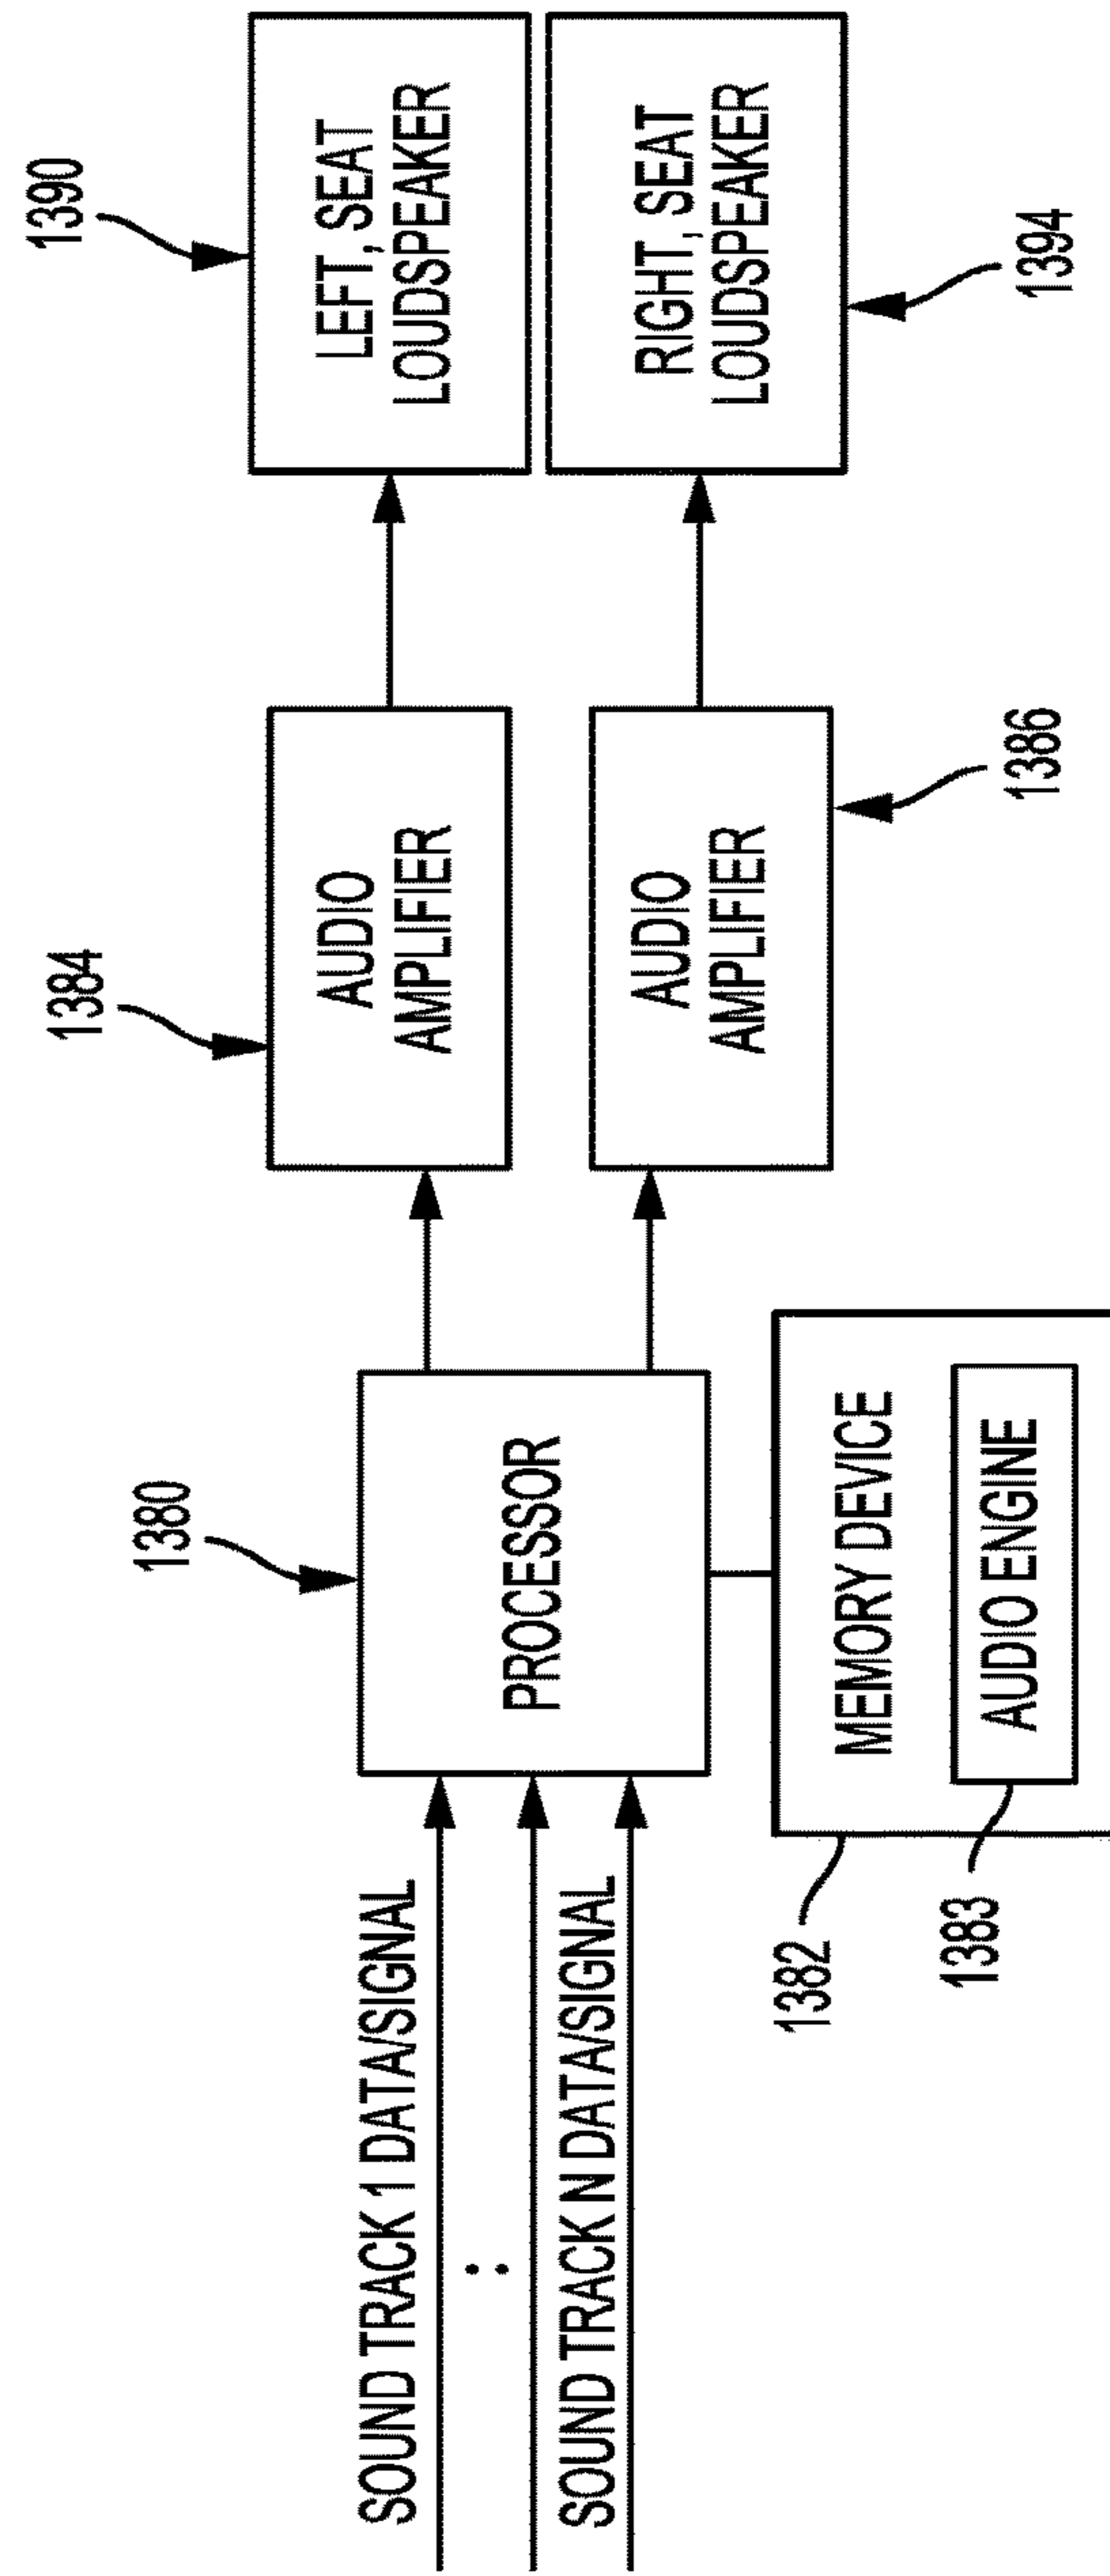 SOUND TRACK 1 DATA/SIGNAL
:
SOUND TRACK N DATA/SIGNAL
1380
PROCESSOR
1382
MEMORY DEVICE
1383
AUDIO ENGINE
1384
AUDIO
AMPLIFIER
AUDIO
AMPLIFIER
1386
1390
LEFT, SEAT
LOUDSPEAKER
RIGHT, SEAT
LOUDSPEAKER
1394